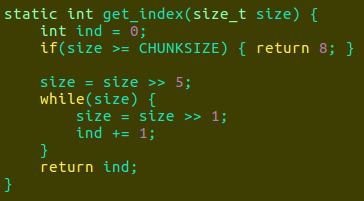 static int get_index(size_t size) {
    int ind = 0;
    if(size >= CHUNKSIZE) { return 8; }

    size = size >> 5;
    while(size) {
        size = size >> 1;
        ind += 1;
    }
    return ind;
}